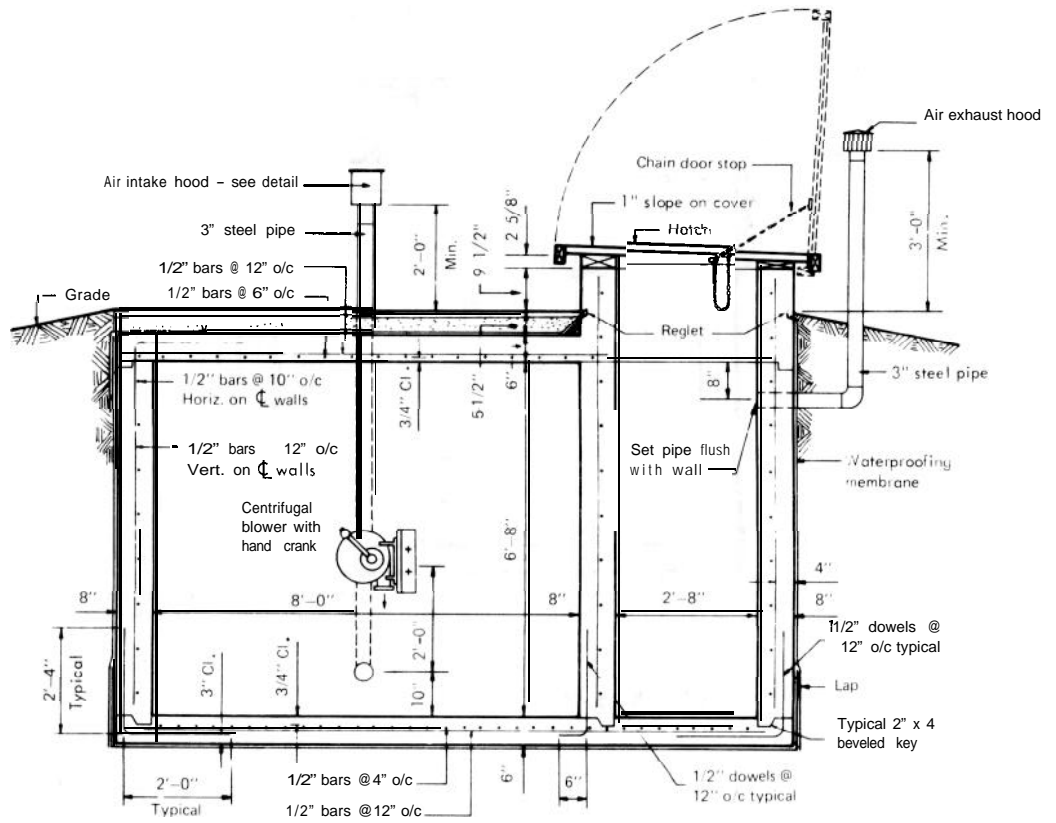 Air exhaust hood
Chain door stop
Air intake hood – see detail
1" slope on cover
2 5/8"
3'-0"
Min.
3" steel pipe
Hatch
2'-0"
Min.
9 1/2"
1/2" bars @ 12" o/c
1/2" bars @ 6" o/c
Grade
Reglet
1/2" bars @ 10" o/c
Horiz. on ℄ walls
3/4" Cl.
5-1/2"
6"
8"
3" steel pipe
1/2" bars 12" o/c
Vert. on ℄ walls
Set pipe flush
with wall
Waterproofing
membrane
Centrifugal
blower with
hand crank
6'-8"
4"
8"
8'-0"
8"
2'-8"
8"
1/2" dowels @
12" o/c typical
2'-4"
Typical
3" Cl.
3/4" Cl.
2'-0"
10"
Lap
Typical 2" x 4
beveled key
2'-0"
Typical
1/2" bars @4" o/c
1/2" bars @12" o/c
6"
6"
1/2" dowels @
12" o/c typical